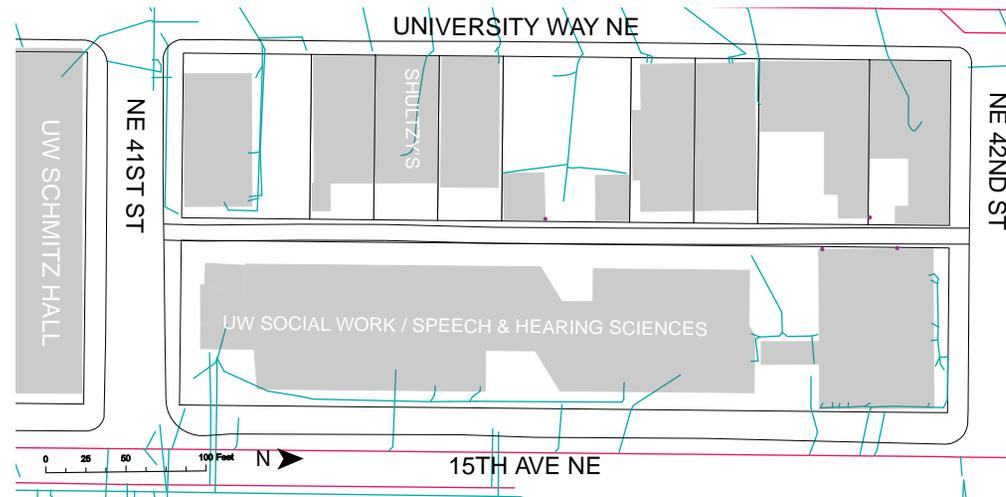 UNIVERSITY WAY NE
UW SCHMITZ HALL
NE 41ST ST
SHULTZY'S
NE 42ND ST
UW SOCIAL WORK / SPEECH & HEARING SCIENCES
0 25 50 100 Feet
N
15TH AVE NE